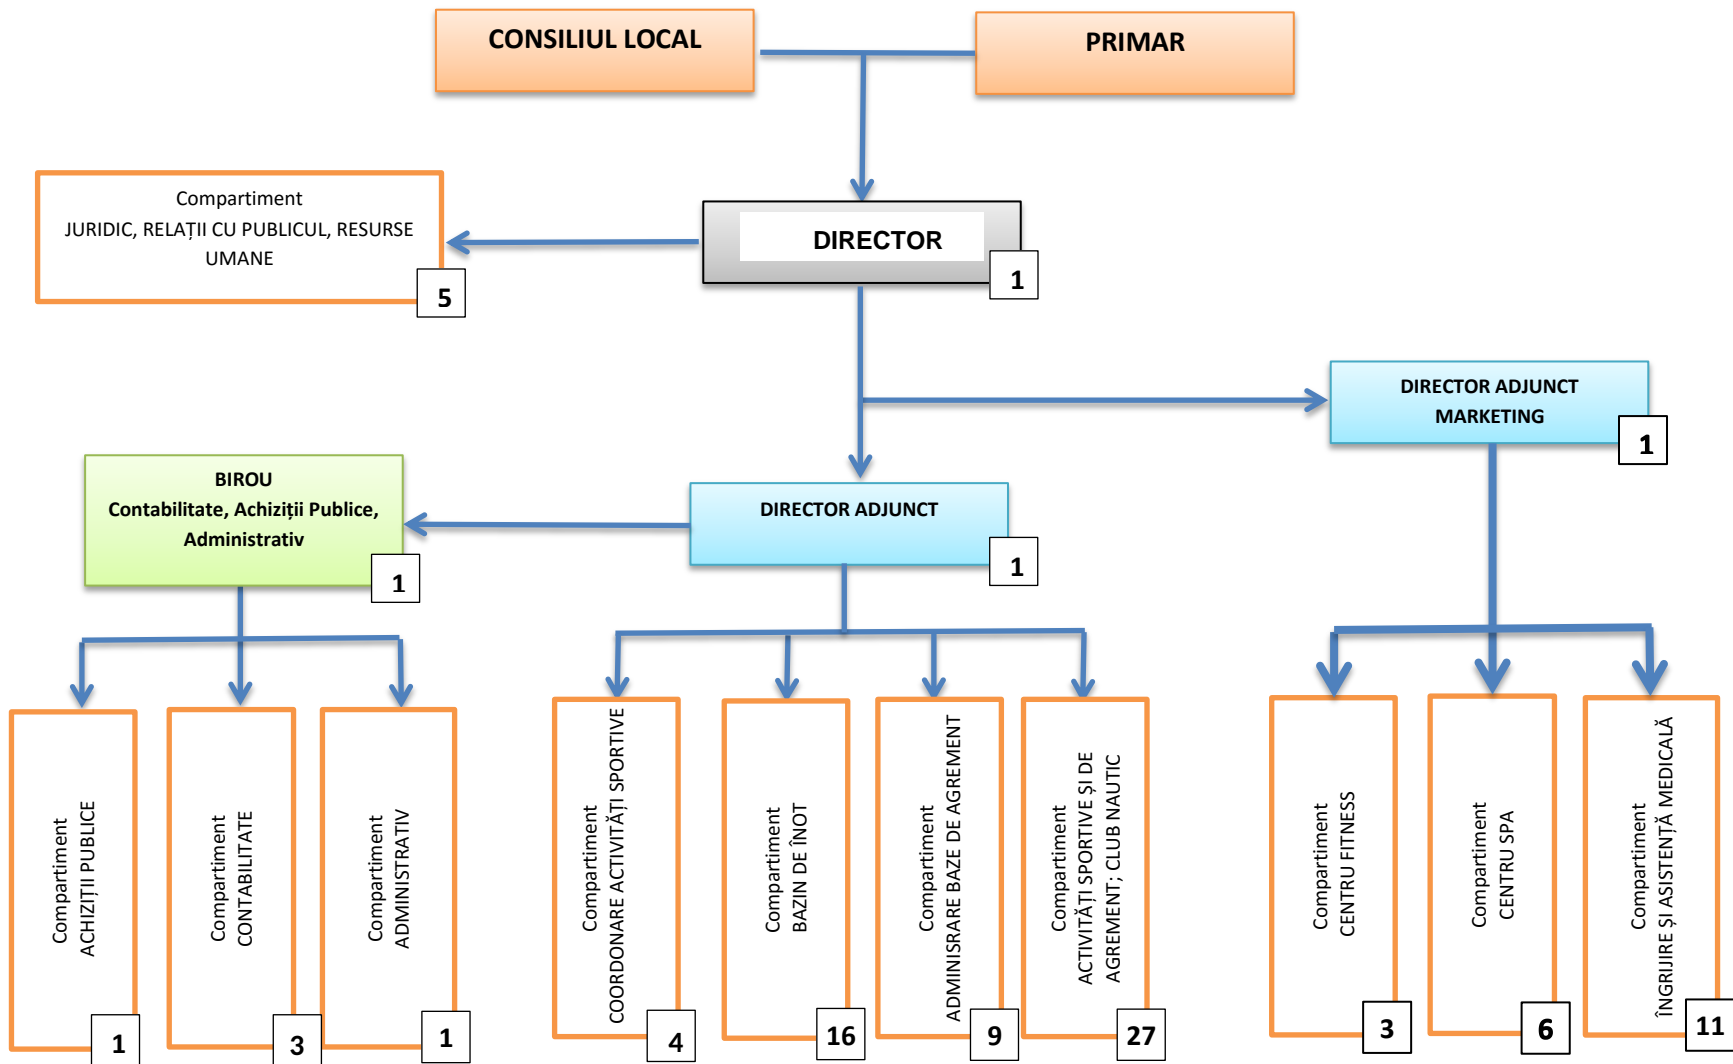 CONSILIUL LOCAL
PRIMAR
Compartiment
JURIDIC, RELAȚII CU PUBLICUL, RESURSE
UMANE
5
DIRECTOR
1
DIRECTOR ADJUNCT
MARKETING
1
BIROU
Contabilitate, Achiziții Publice,
Administrativ
1
DIRECTOR ADJUNCT
1
Compartiment
ACHIZIȚII PUBLICE
1
Compartiment
CONTABILITATE
3
Compartiment
ADMINISTRATIV
1
Compartiment
COORDONARE ACTIVITĂȚI SPORTIVE
4
Compartiment
BAZIN DE ÎNOT
16
Compartiment
ADMINISRARE BAZE DE AGREMENT
9
Compartiment
ACTIVITĂȚI SPORTIVE ȘI DE
AGREMENT; CLUB NAUTIC
27
Compartiment
CENTRU FITNESS
3
Compartiment
CENTRU SPA
6
Compartiment
ÎNGRIJIRE ȘI ASISTENȚĂ MEDICALĂ
11